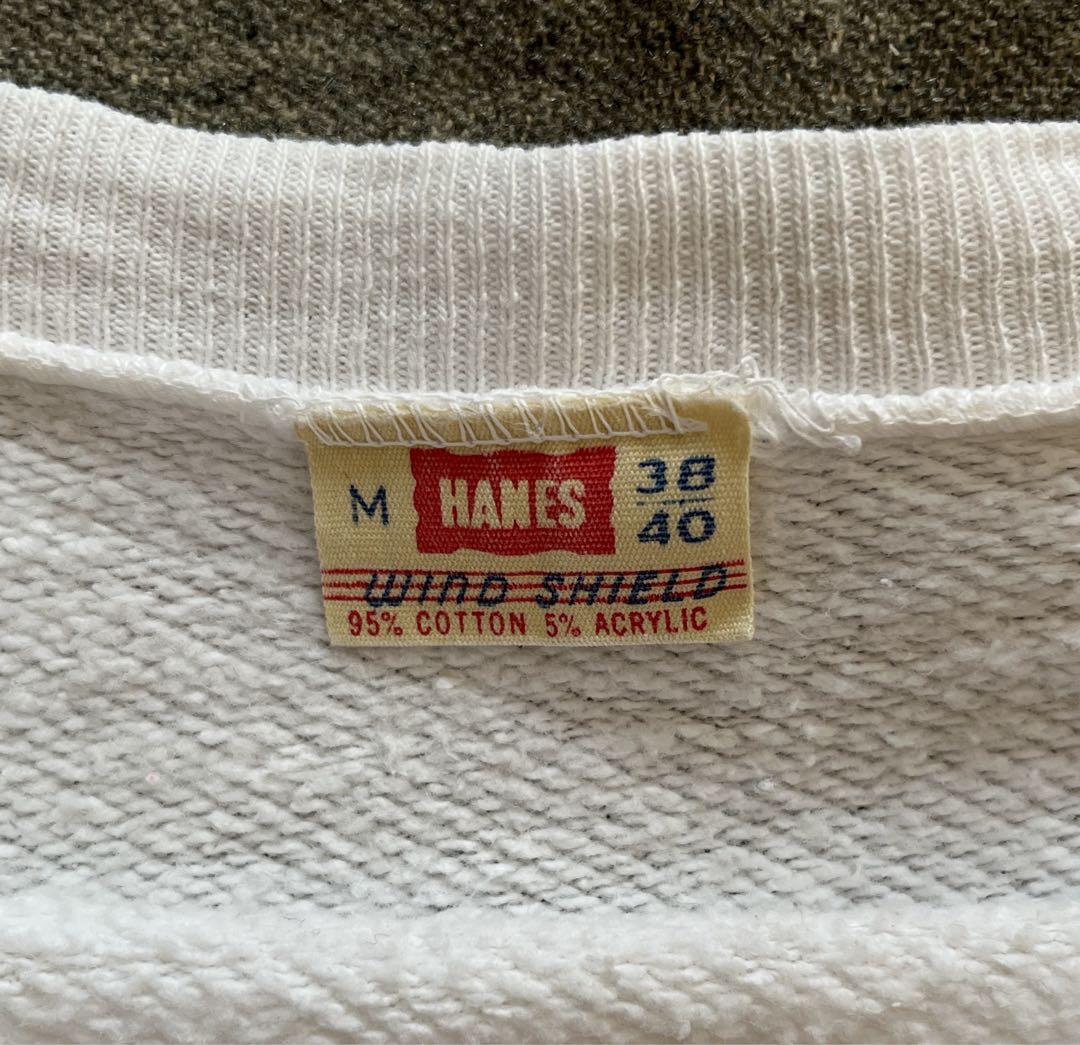 M HANES 38/40
WIND SHIELD
95% COTTON 5% ACRYLIC